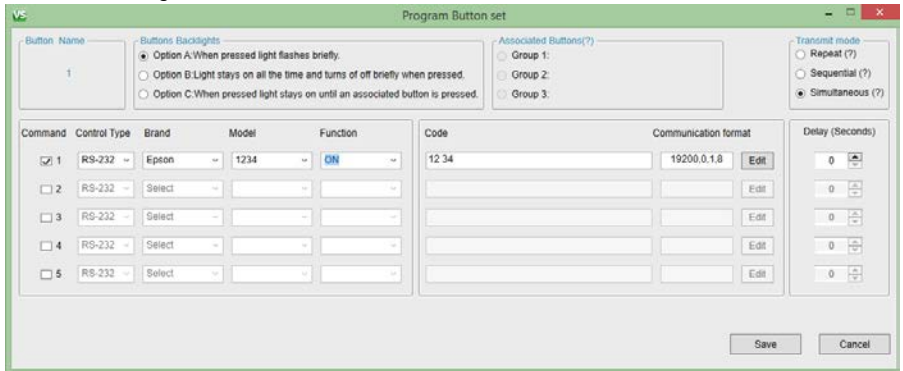 VS Program Button set
Button Name
1
Buttons Backlights
Option A:When pressed light flashes briefly.
Option B:Light stays on all the time and turns of off briefly when pressed.
Option C:When pressed light stays on until an associated button is pressed.
Associated Buttons(?)
Group 1:
Group 2:
Group 3:
Transmit mode
Repeat (?)
Sequential (?)
Simultaneous (?)
Command Control Type Brand Model Function Code Communication format Delay (Seconds)
1 RS-232 Epson 1234 ON 12 34 19200,0,1,8 Edit 0
2 RS-232 Select Edit 0
3 RS-232 Select Edit 0
4 RS-232 Select Edit 0
5 RS-232 Select Edit 0
Save Cancel